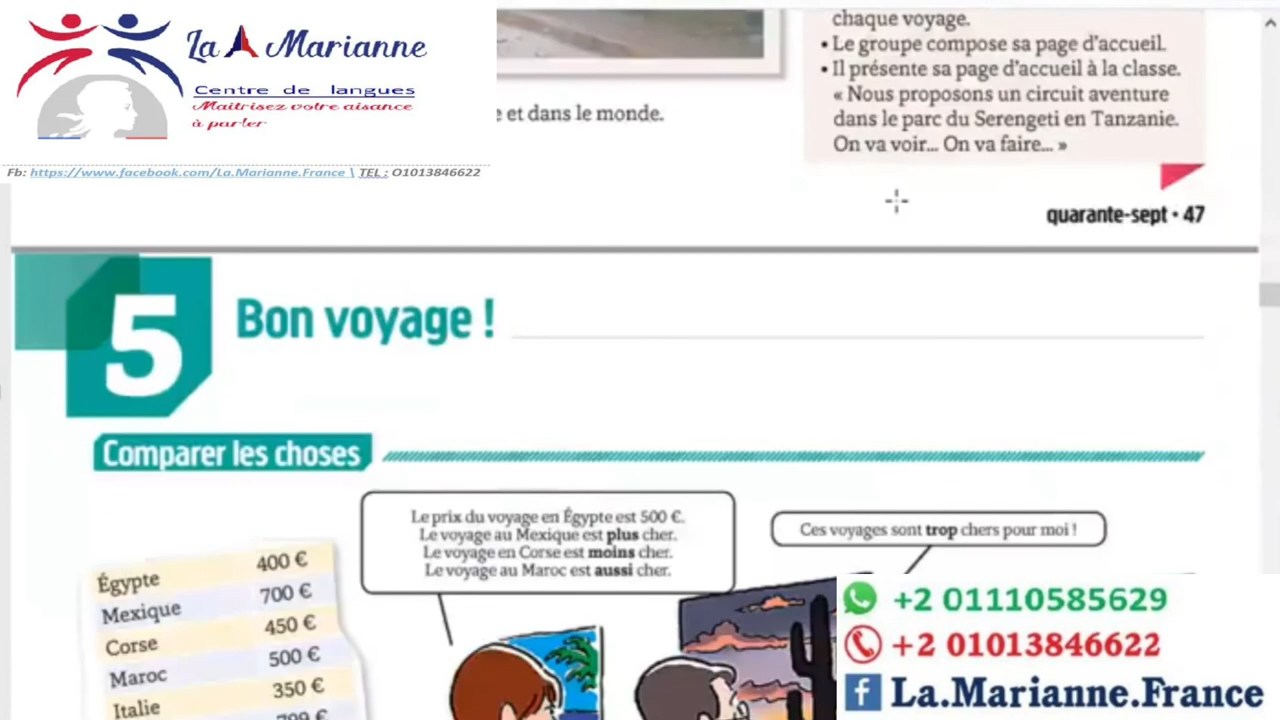 La Marianne
Centre de langues
Maitrisez votre aisance
à parler
Fb: https://www.facebook.com/La.Marianne.France \ TEL : O1013846622
et dans le monde.
chaque voyage.
• Le groupe compose sa page d'accueil.
• Il présente sa page d'accueil à la classe.
« Nous proposons un circuit aventure
dans le parc du Serengeti en Tanzanie.
On va voir... On va faire... »
quarante-sept • 47
5
Bon voyage !
Comparer les choses
Le prix du voyage en Égypte est 500 €.
Le voyage au Mexique est plus cher.
Le voyage en Corse est moins cher.
Le voyage au Maroc est aussi cher.
Ces voyages sont trop chers pour moi !
Égypte 400 €
Mexique 700 €
Corse 450 €
Maroc 500 €
Italie 350 €
+2 01110585629
+2 01013846622
La.Marianne.France